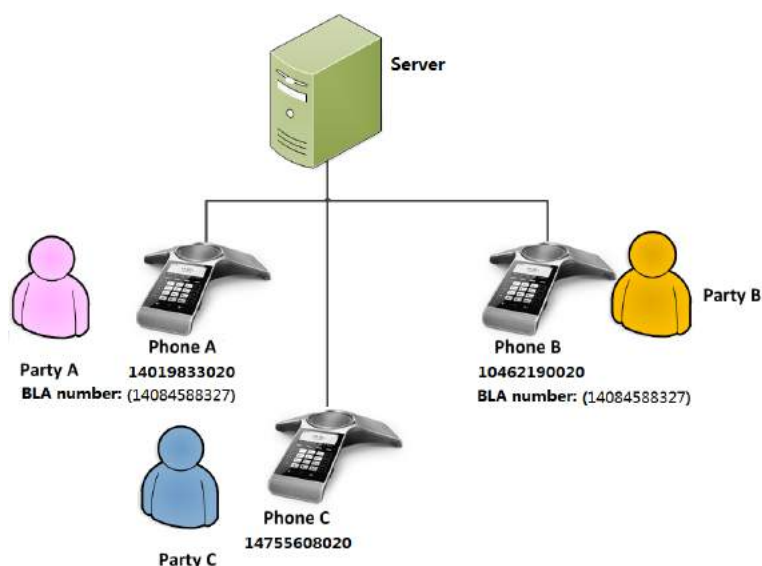 Server
Phone A
14019833020
Party A
BLA number: (14084588327)
Phone B
10462190020
BLA number: (14084588327)
Party B
Phone C
14755608020
Party C